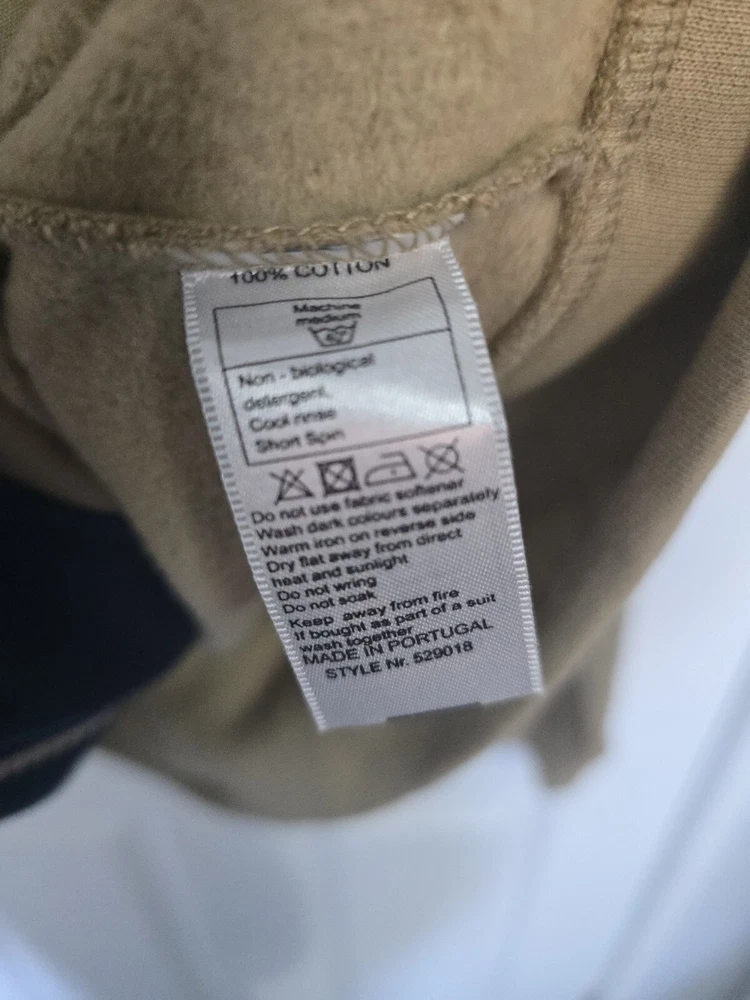 100% COTTON
Machine
medium
Non - biological
detergent.
Cool rinse
Short Spin
Do not use fabric softener
Wash dark colours separately
Warm iron on reverse side
Dry flat away from direct
heat and sunlight
Do not wring
Do not soak
Keep away from fire
If bought as part of a suit
wash together
MADE IN PORTUGAL
STYLE Nr. 529018